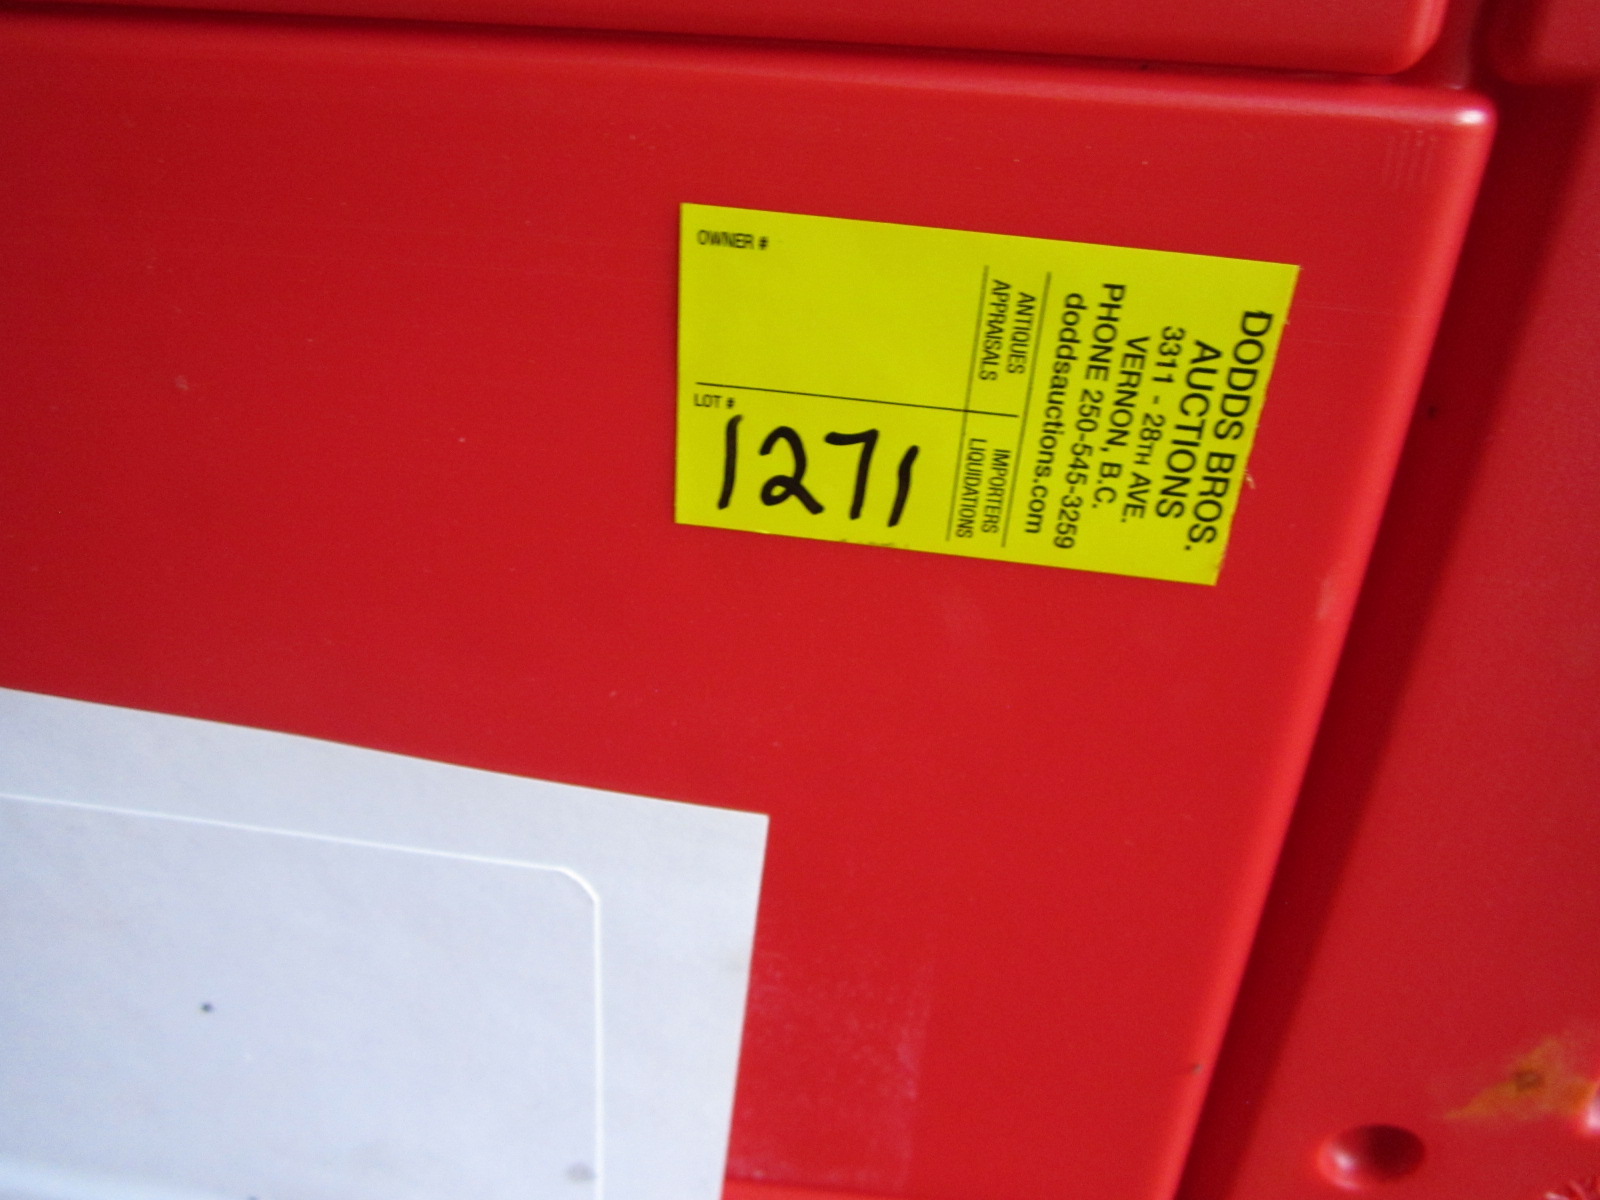 OWNER #
LOT #
1271
DODDS BROS.
AUCTIONS
3311 - 28TH AVE.
VERNON, B.C.
PHONE 250-545-3259
doddsauctions.com
ANTIQUES
APPRAISALS
IMPORTERS
LIQUIDATIONS